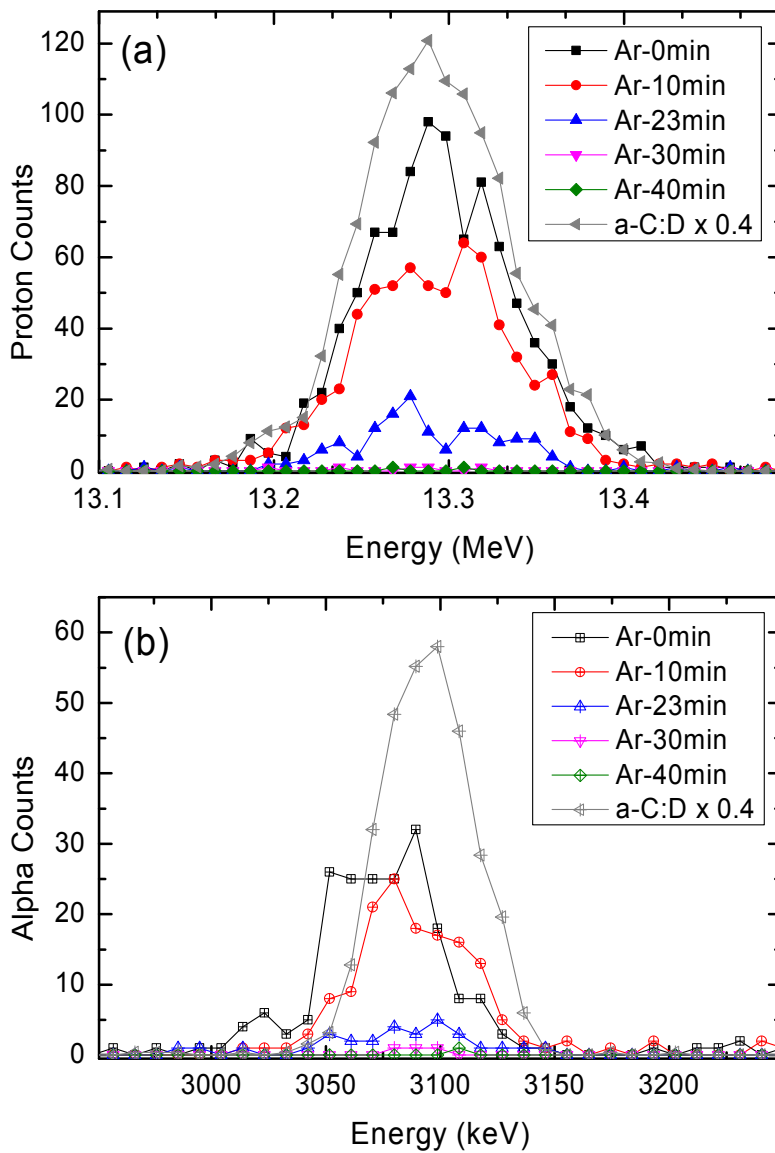 (a)
Ar-0min
Ar-10min
Ar-23min
Ar-30min
Ar-40min
a-C:D x 0.4
120
100
80
60
40
20
0
Proton Counts
13.1 13.2 13.3 13.4
Energy (MeV)
(b)
Ar-0min
Ar-10min
Ar-23min
Ar-30min
Ar-40min
a-C:D x 0.4
60
50
40
30
20
10
0
Alpha Counts
3000 3050 3100 3150 3200
Energy (keV)